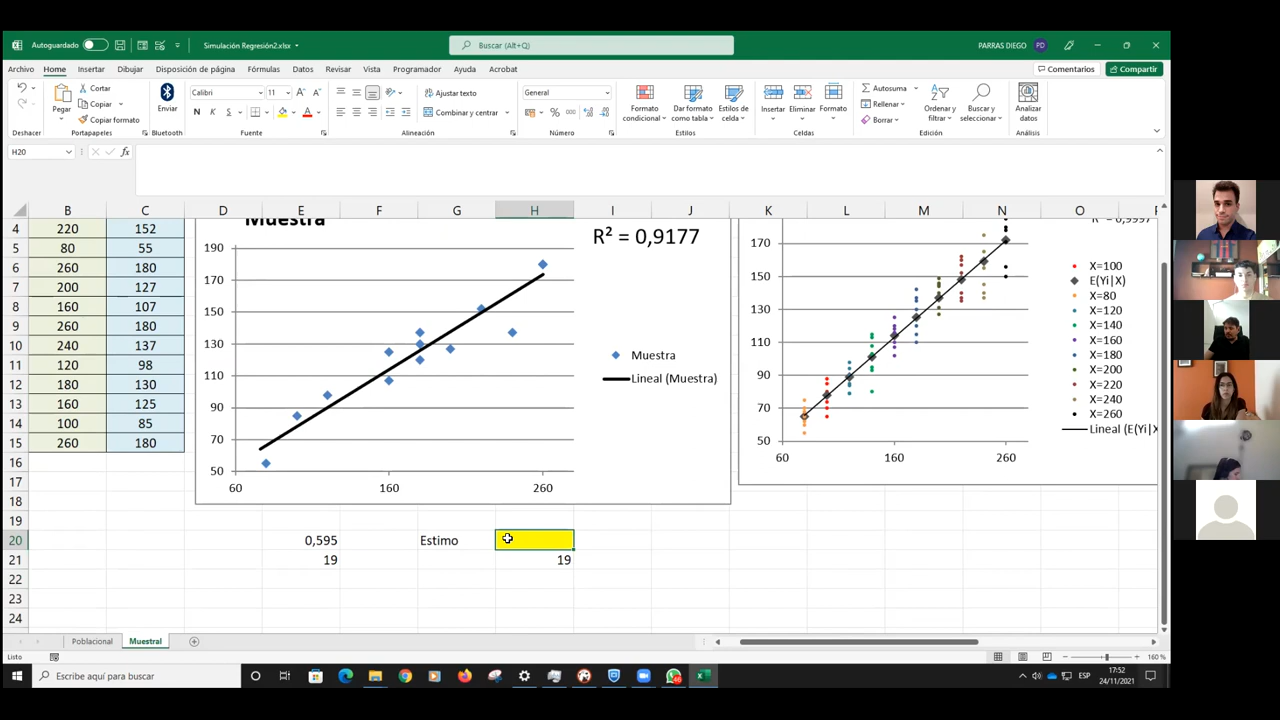 Autoguardado
Simulación Regresión2.xlsx
Buscar (Alt+Q)
PARRAS DIEGO
PD
Archivo Home Insertar Dibujar Disposición de página Fórmulas Datos Revisar Vista Programador Ayuda Acrobat
Comentarios
Compartir
Pegar
Cortar
Copiar
Copiar formato
Enviar
Calibri 11
N K S
Ajustar texto
Combinar y centrar
General
Formato condicional
Dar formato como tabla
Estilos de celda
Insertar Eliminar Formato
Autosuma
Rellenar
Borrar
Ordenar y filtrar
Buscar y seleccionar
Analizar datos
Deshacer Portapapeles Bluetooth Fuente Alineación Número Estilos Celdas Edición Análisis
H20
fx
B C D E F G H I J K L M N O P
4 220 152
5 80 55
6 260 180
7 200 127
8 160 107
9 260 180
10 240 137
11 120 98
12 180 130
13 160 125
14 100 85
15 260 180
16
17
18
19
20 0,595 Estimo
21 19 19
22
23
24
Muestra
R² = 0,9177
190
170
150
130
110
90
70
50
60 160 260
Muestra
Lineal (Muestra)
R² = 0,9997
170
150
130
110
90
70
50
60 160 260
X=100
E(Yi|X)
X=80
X=120
X=140
X=160
X=180
X=200
X=220
X=240
X=260
Lineal (E(Yi|X
Poblacional Muestral
Listo
160 %
Escribe aquí para buscar
46
ESP
17:52
24/11/2021